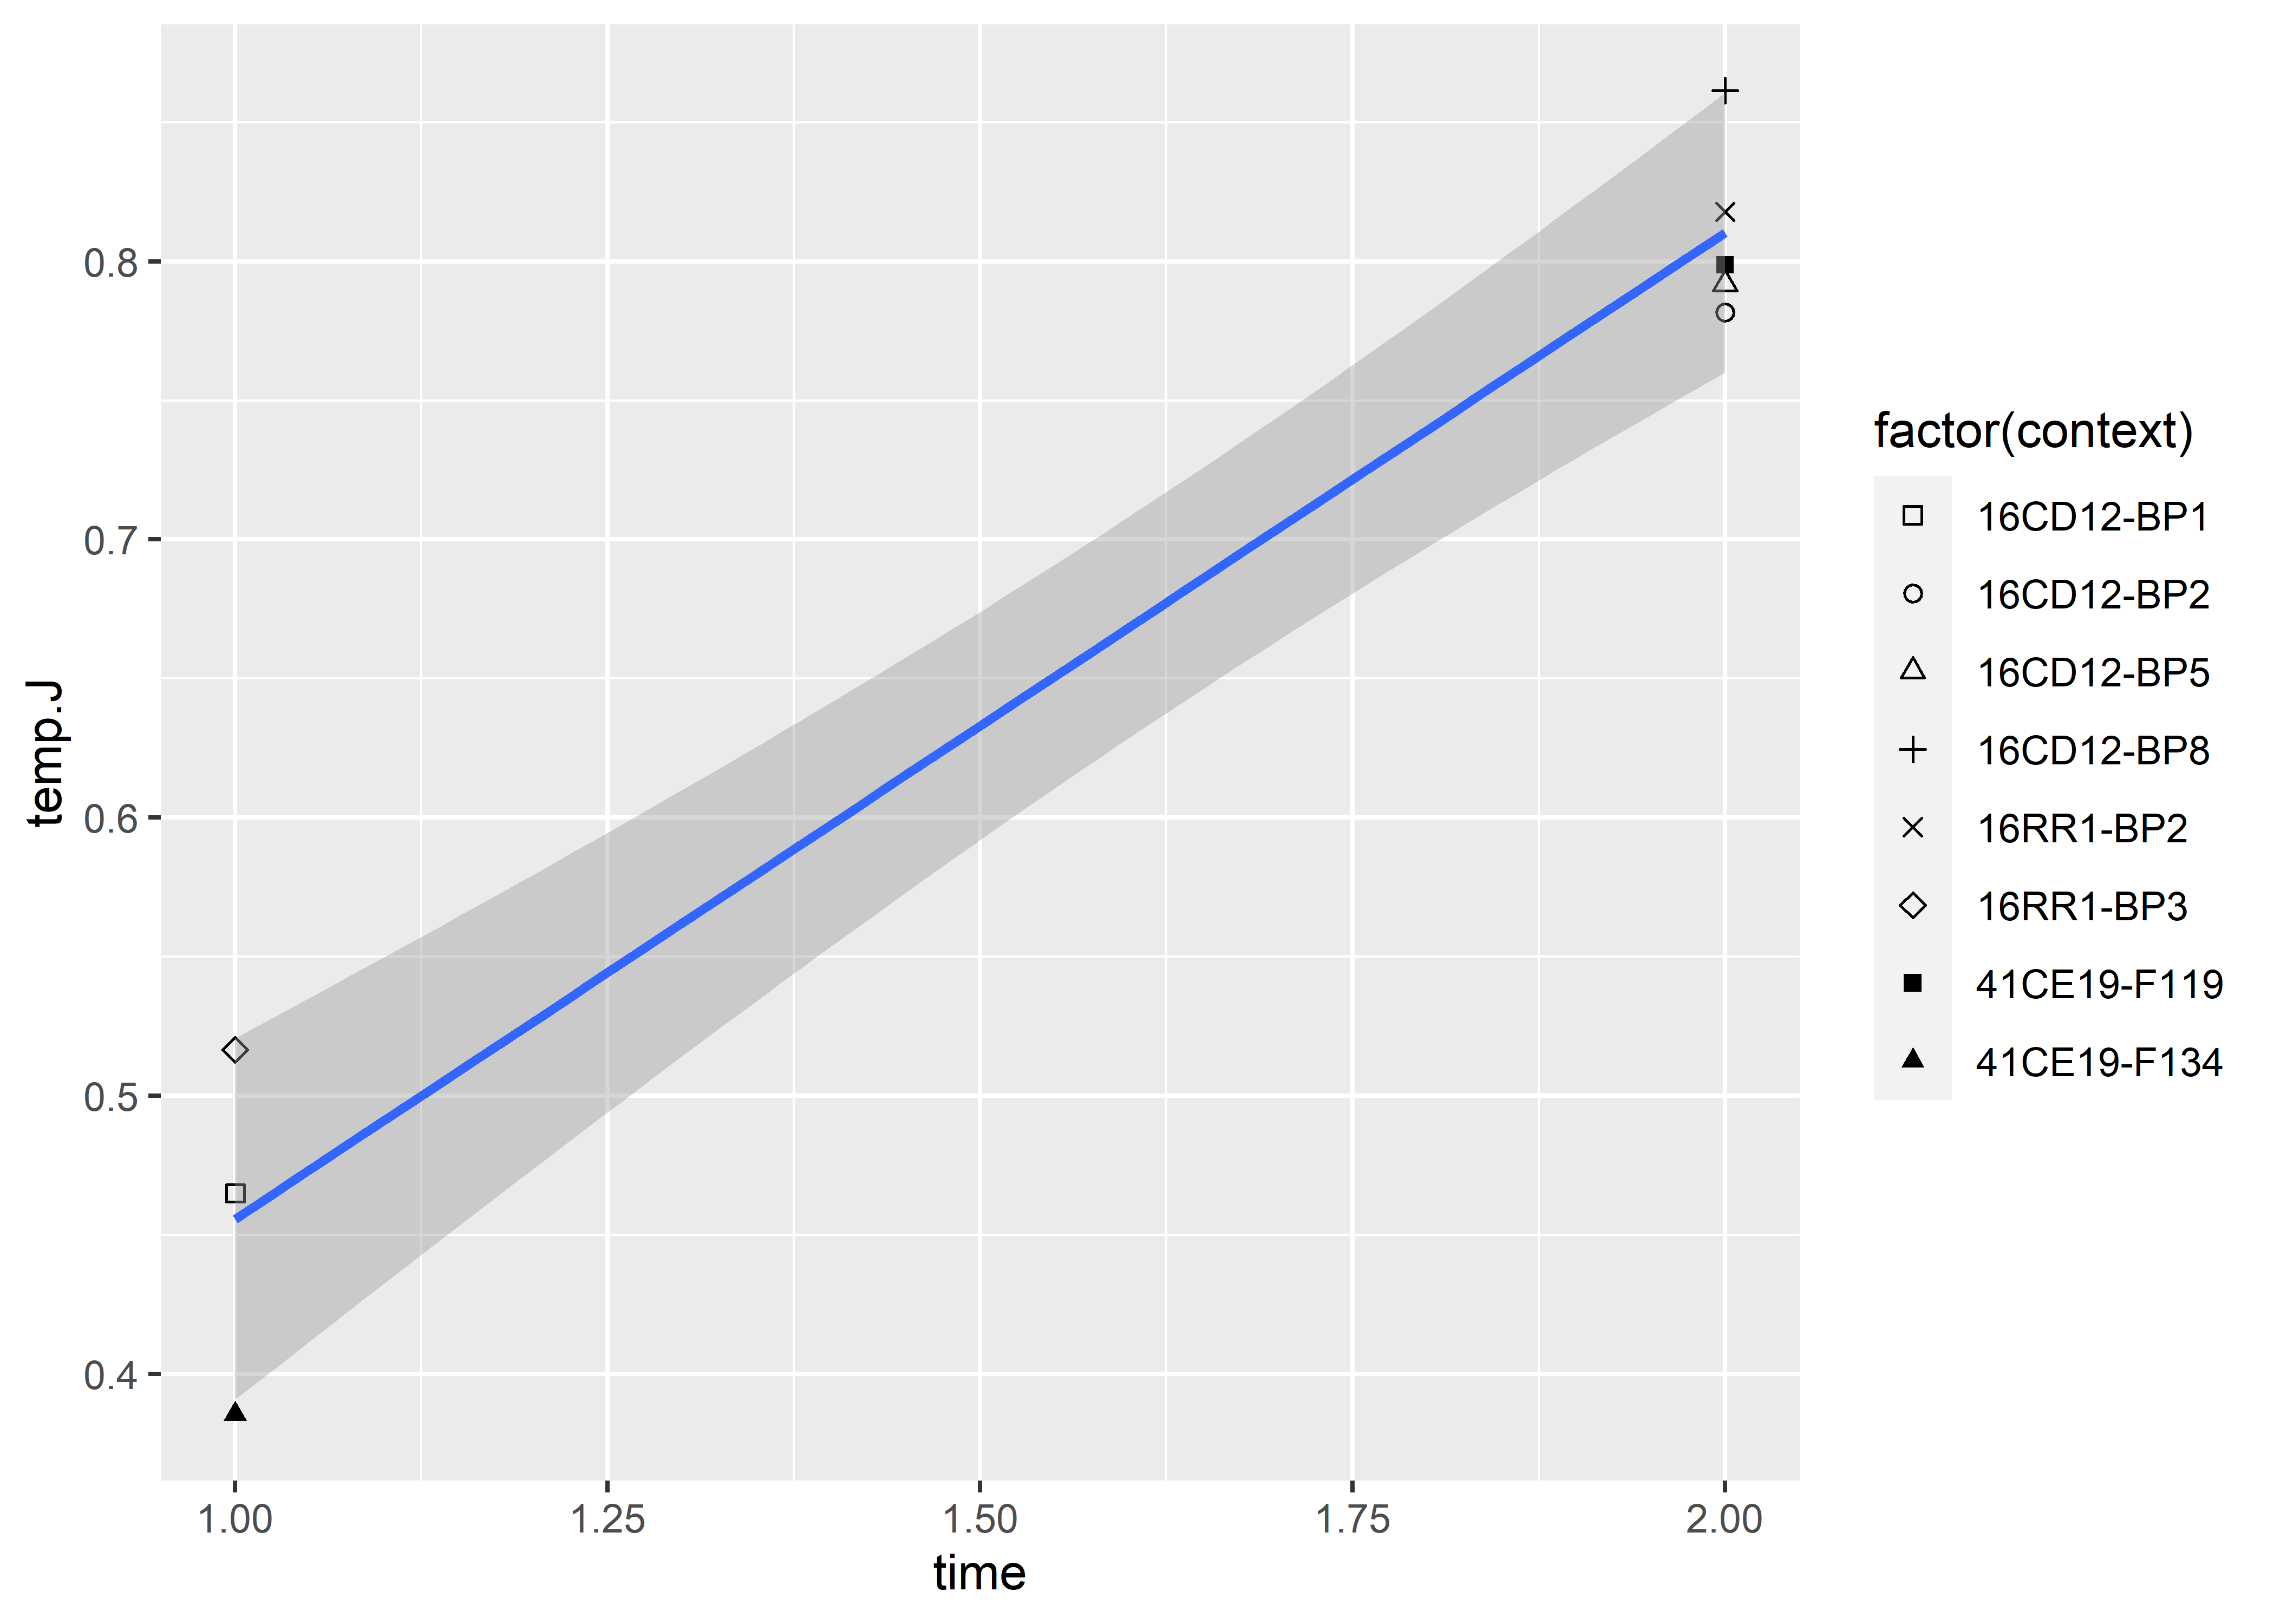 temp.J
0.8
0.7
0.6
0.5
0.4
1.00 1.25 1.50 1.75 2.00
time
factor(context)
16CD12-BP1
16CD12-BP2
16CD12-BP5
16CD12-BP8
16RR1-BP2
16RR1-BP3
41CE19-F119
41CE19-F134